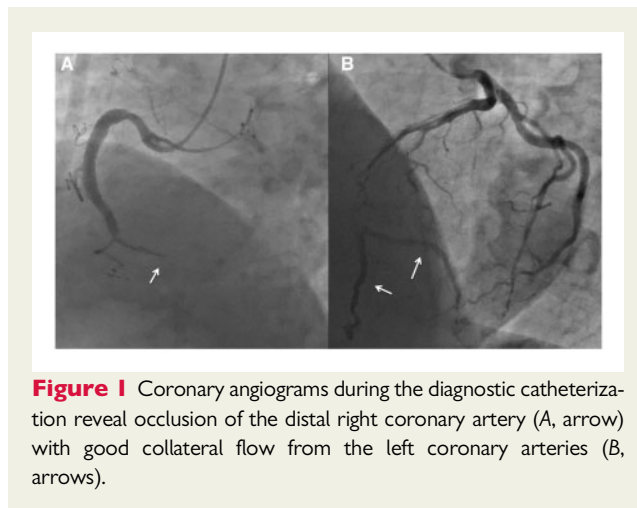 A
B
Figure 1 Coronary angiograms during the diagnostic catheteriza-
tion reveal occlusion of the distal right coronary artery (A, arrow)
with good collateral flow from the left coronary arteries (B,
arrows).